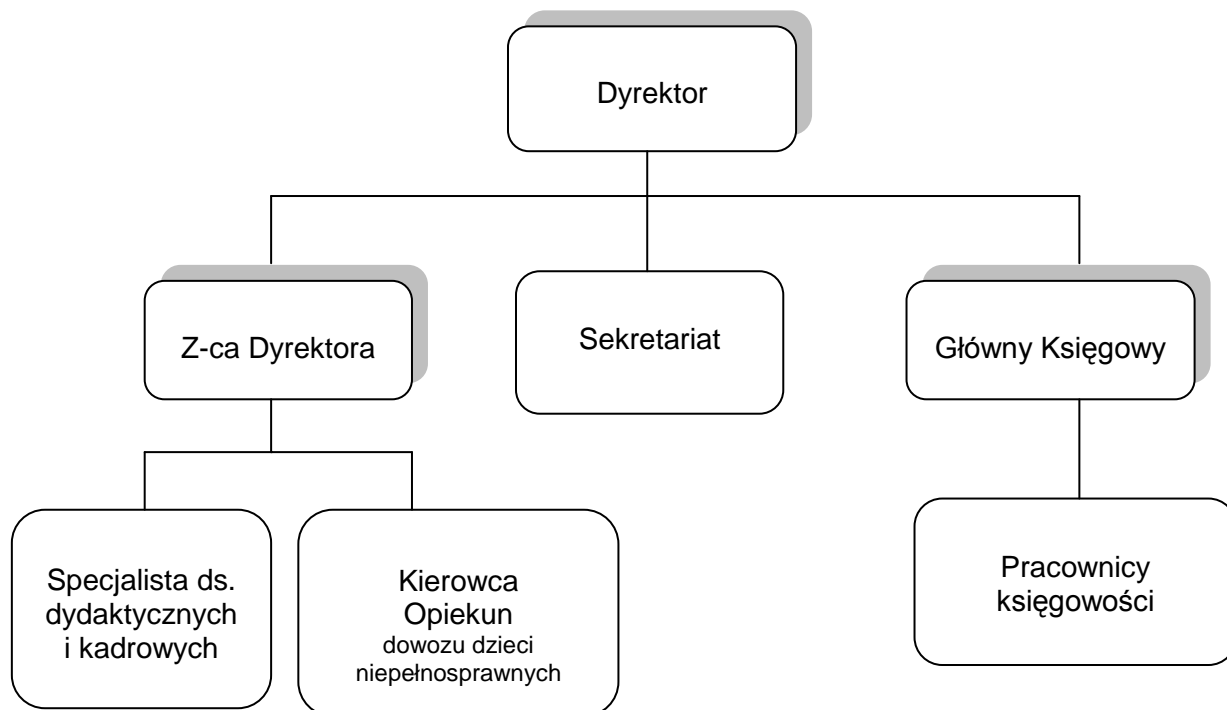 Dyrektor
Z-ca Dyrektora
Sekretariat
Główny Księgowy
Specjalista ds.
dydaktycznych
i kadrowych
Kierowca
Opiekun
dowozu dzieci
niepełnosprawnych
Pracownicy
księgowości